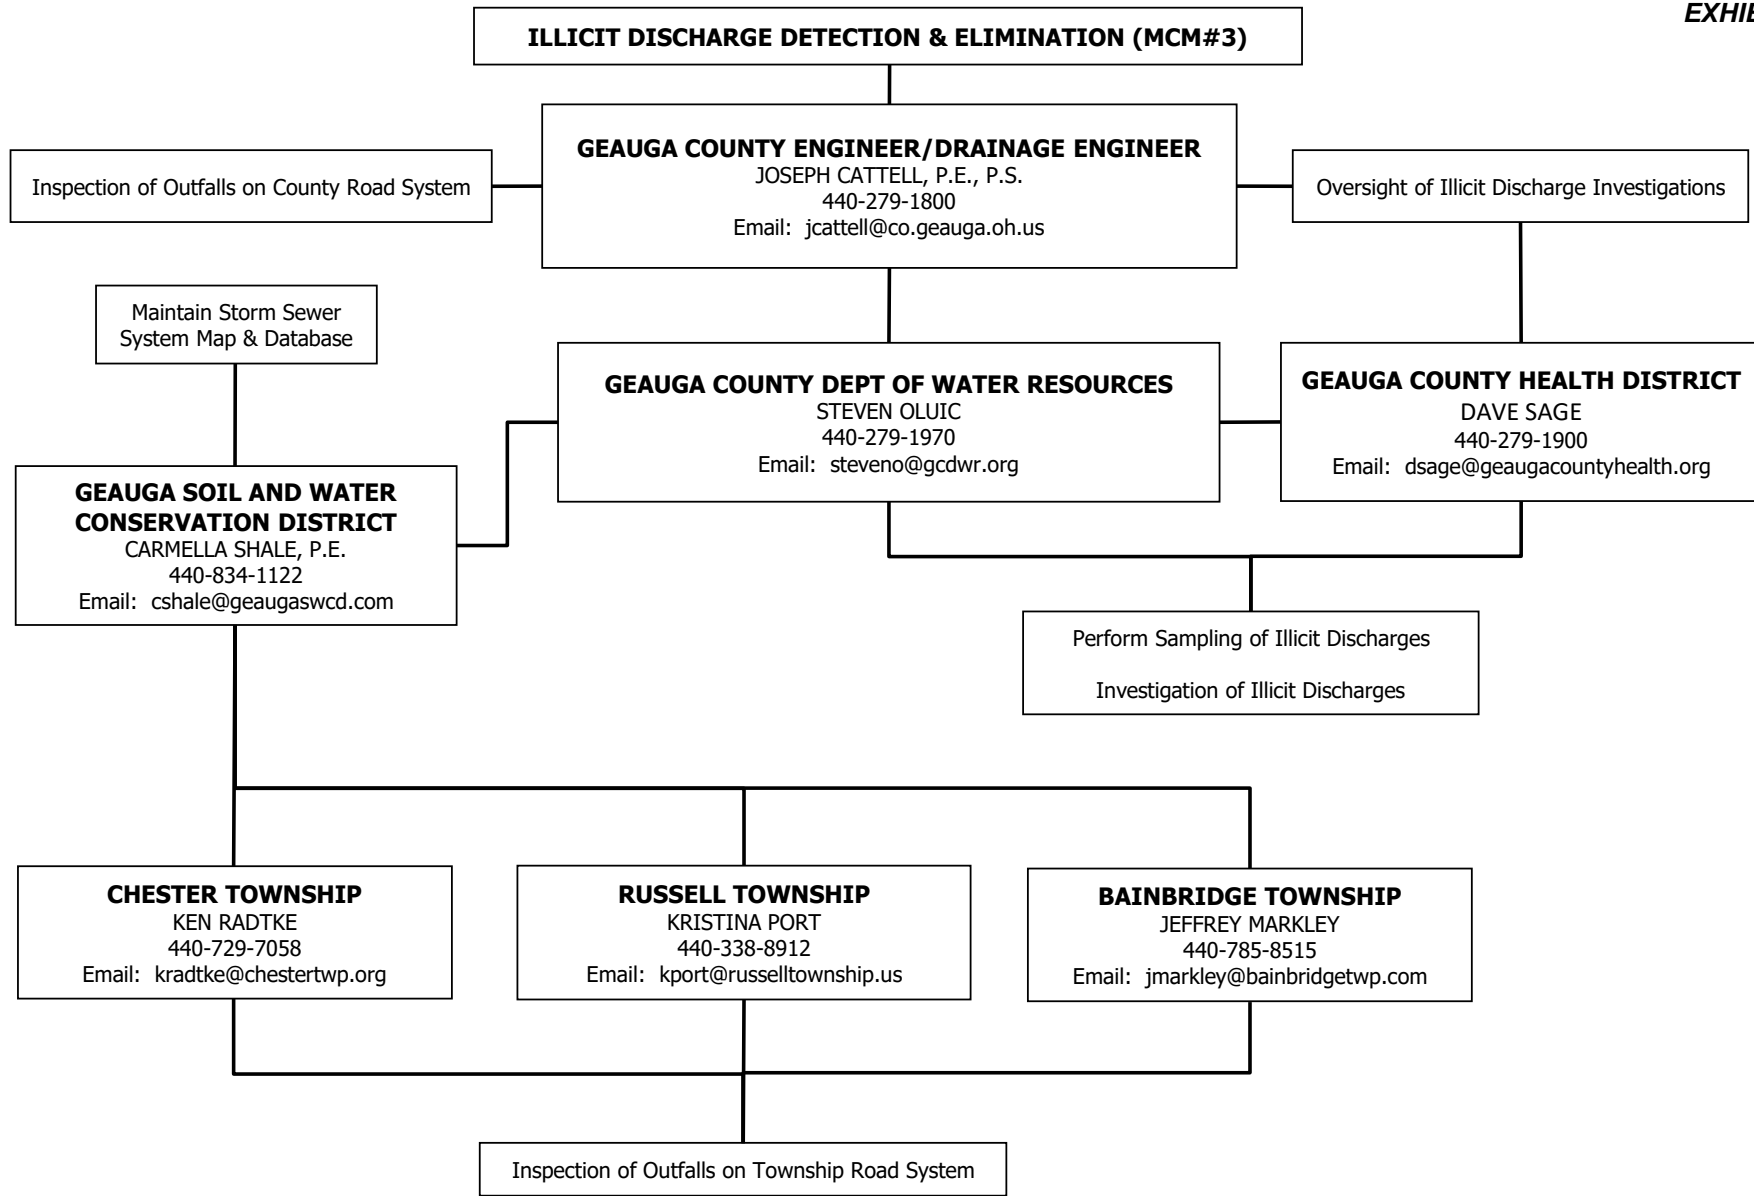 EXHIB
ILLICIT DISCHARGE DETECTION & ELIMINATION (MCM#3)
GEAUGA COUNTY ENGINEER/DRAINAGE ENGINEER
JOSEPH CATTELL, P.E., P.S.
440-279-1800
Email: jcattell@co.geauga.oh.us
Inspection of Outfalls on County Road System
Oversight of Illicit Discharge Investigations
Maintain Storm Sewer
System Map & Database
GEAUGA COUNTY DEPT OF WATER RESOURCES
STEVEN OLUIC
440-279-1970
Email: steveno@gcdwr.org
GEAUGA COUNTY HEALTH DISTRICT
DAVE SAGE
440-279-1900
Email: dsage@geaugacountyhealth.org
GEAUGA SOIL AND WATER
CONSERVATION DISTRICT
CARMELLA SHALE, P.E.
440-834-1122
Email: cshale@geaugaswcd.com
Perform Sampling of Illicit Discharges
Investigation of Illicit Discharges
CHESTER TOWNSHIP
KEN RADTKE
440-729-7058
Email: kradtke@chestertwp.org
RUSSELL TOWNSHIP
KRISTINA PORT
440-338-8912
Email: kport@russelltownship.us
BAINBRIDGE TOWNSHIP
JEFFREY MARKLEY
440-785-8515
Email: jmarkley@bainbridgetwp.com
Inspection of Outfalls on Township Road System